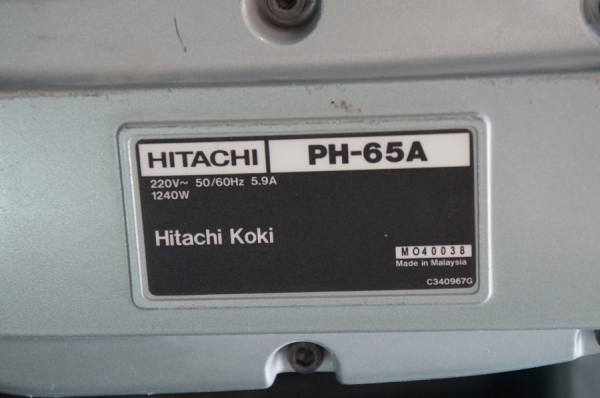 HITACHI PH-65A
220V~ 50/60Hz 5.9A
1240W
Hitachi Koki
MO40038
Made in Malaysia
C340967G